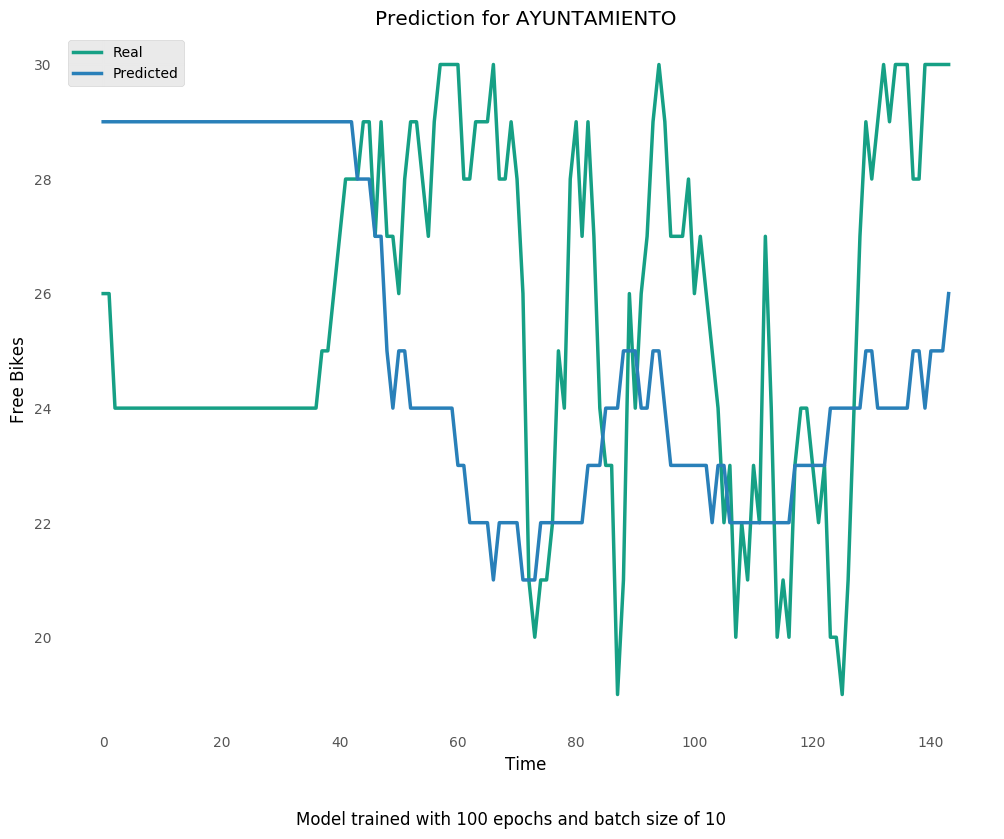 Prediction for AYUNTAMIENTO
Real
Predicted
30
28
26
24
22
20
Free Bikes
0 20 40 60 80 100 120 140
Time
Model trained with 100 epochs and batch size of 10